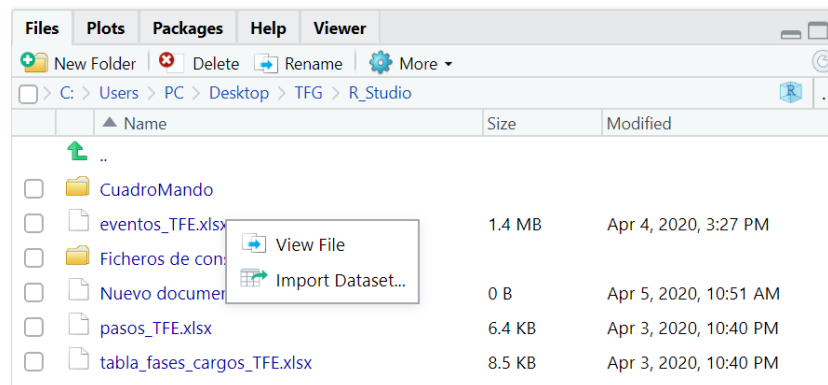 Files Plots Packages Help Viewer
New Folder Delete Rename More
C: > Users > PC > Desktop > TFG > R_Studio R .
Name Size Modified
..
CuadroMando
eventos_TFE.xlsx 1.4 MB Apr 4, 2020, 3:27 PM
View File
Ficheros de
Import Dataset...
Nuevo 0 B Apr 5, 2020, 10:51 AM
pasos_TFE.xlsx 6.4 KB Apr 3, 2020, 10:40 PM
tabla_fases_cargos_TFE.xlsx 8.5 KB Apr 3, 2020, 10:40 PM